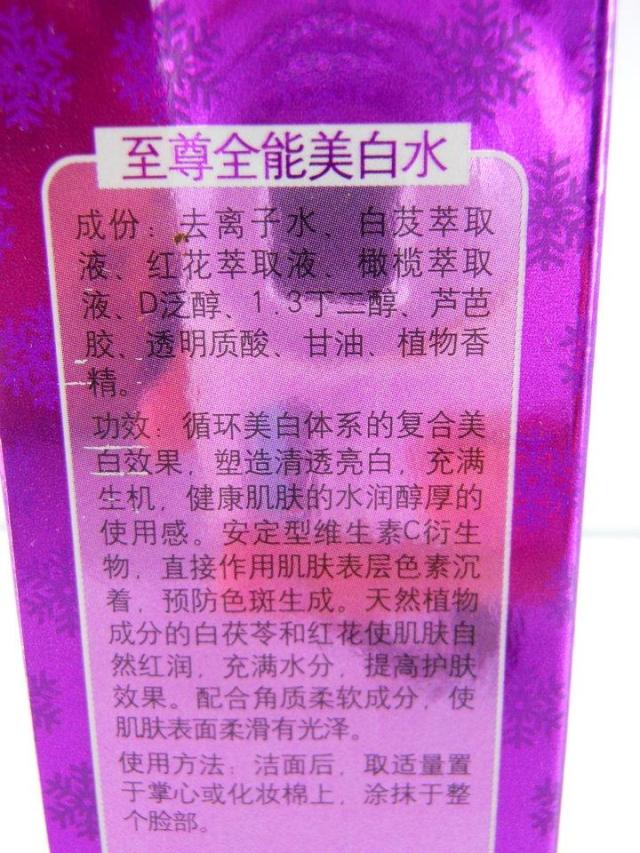 至尊全能美白水
成份：去离子水、白芨萃取
液、红花萃取液、橄榄萃取
液、D泛醇、1.3丁二醇、芦芭
胶、透明质酸、甘油、植物香
精。
功效：循环美白体系的复合美
白效果，塑造清透亮白，充满
生机，健康肌肤的水润醇厚的
使用感。安定型维生素C衍生
物，直接作用肌肤表层色素沉
着，预防色斑生成。天然植物
成分的白茯苓和红花使肌肤自
然红润，充满水分，提高护肤
效果。配合角质柔软成分，使
肌肤表面柔滑有光泽。
使用方法：洁面后，取适量置
于掌心或化妆棉上，涂抹于整
个脸部。